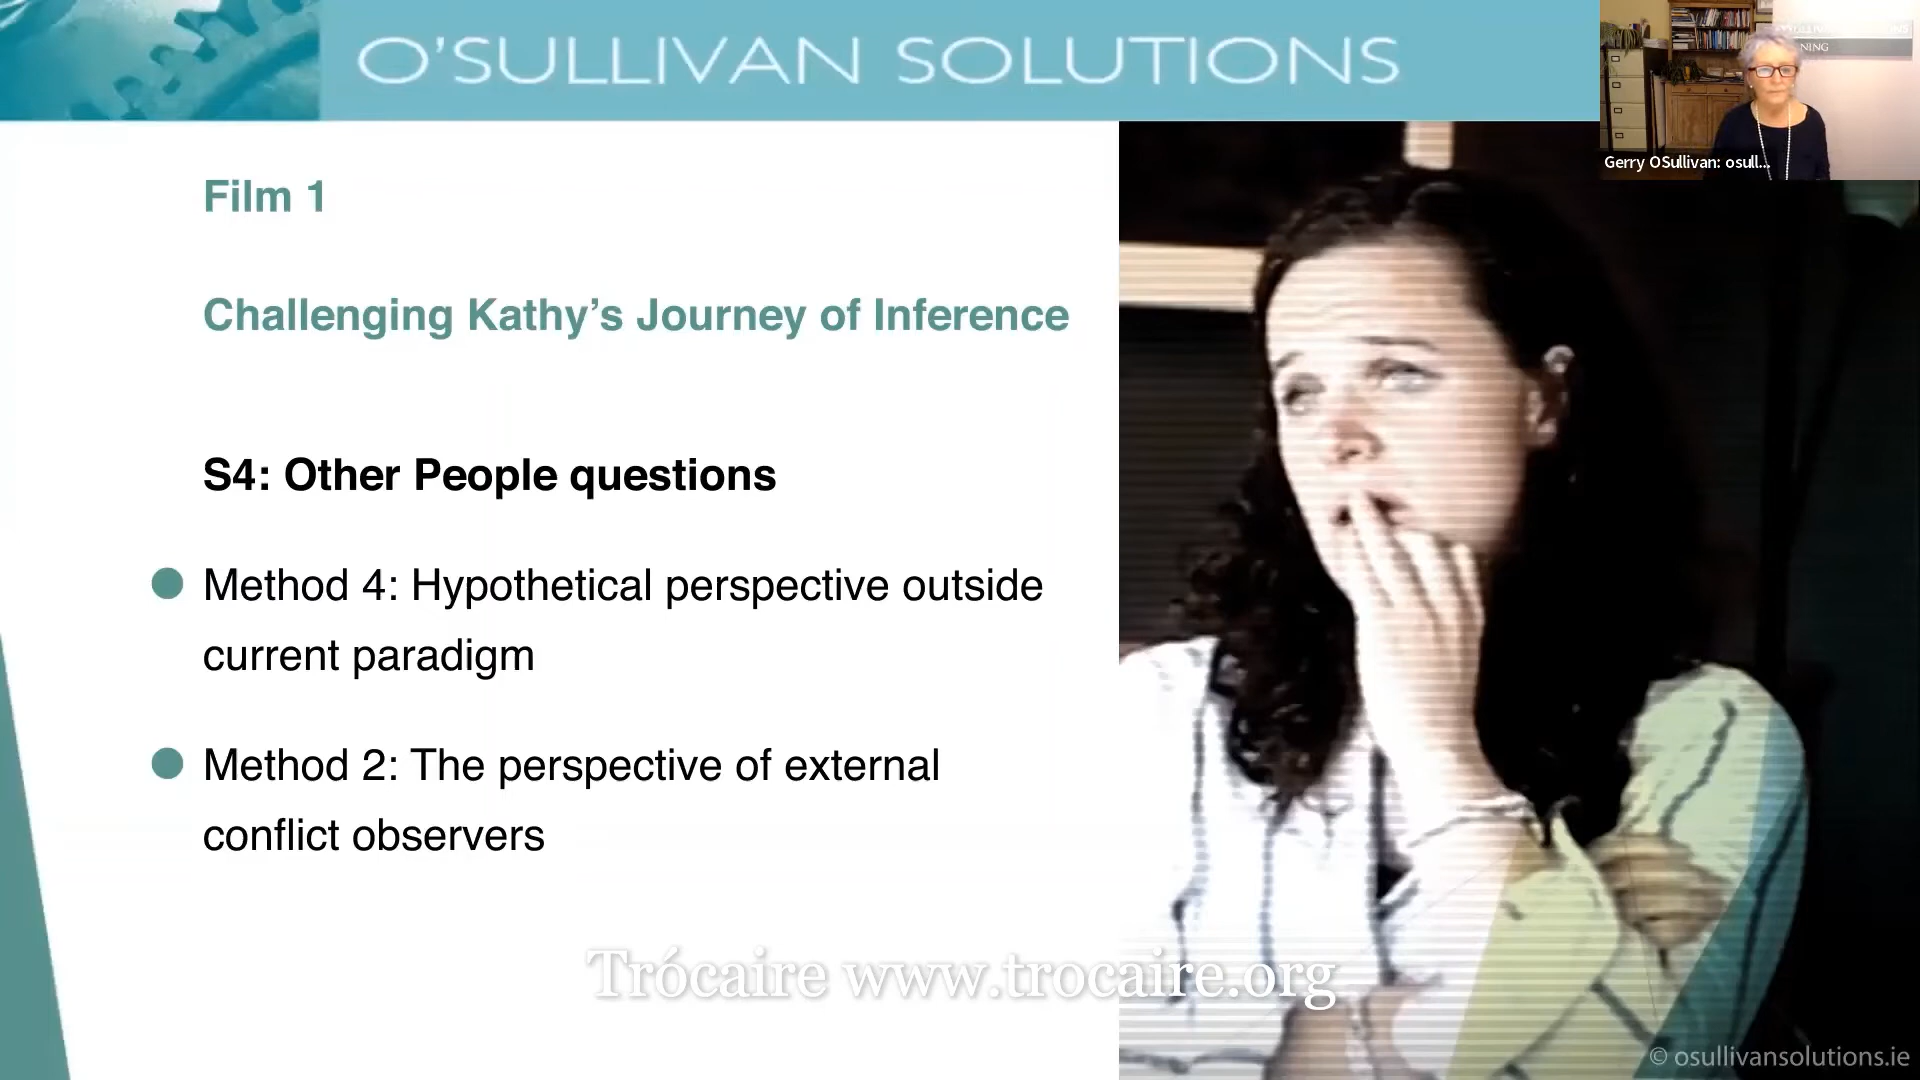 O'SULLIVAN SOLUTIONS
NING
Gerry OSullivan: osull...
Film 1
Challenging Kathy’s Journey of Inference
S4: Other People questions
Method 4: Hypothetical perspective outside
current paradigm
Method 2: The perspective of external
conflict observers
Trócaire www.trocaire.org
© osullivansolutions.ie